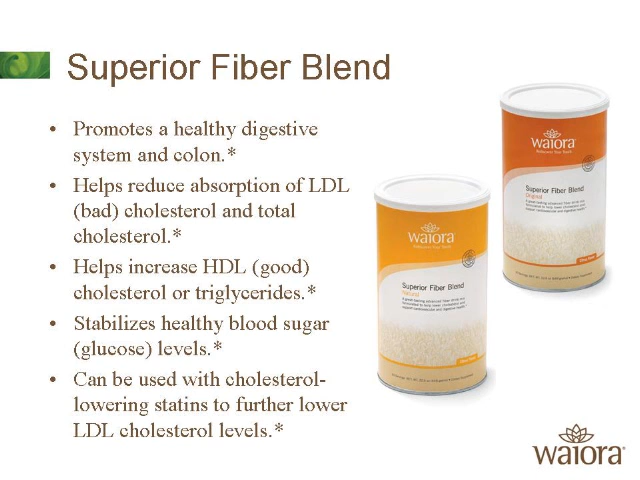 Superior Fiber Blend
• Promotes a healthy digestive
system and colon.*
• Helps reduce absorption of LDL
(bad) cholesterol and total
cholesterol.*
• Helps increase HDL (good)
cholesterol or triglycerides.*
• Stabilizes healthy blood sugar
(glucose) levels.*
• Can be used with cholesterol-
lowering statins to further lower
LDL cholesterol levels.*
waiora
Superior Fiber Blend
Original
waiora
Superior Fiber Blend
Natural
waiora